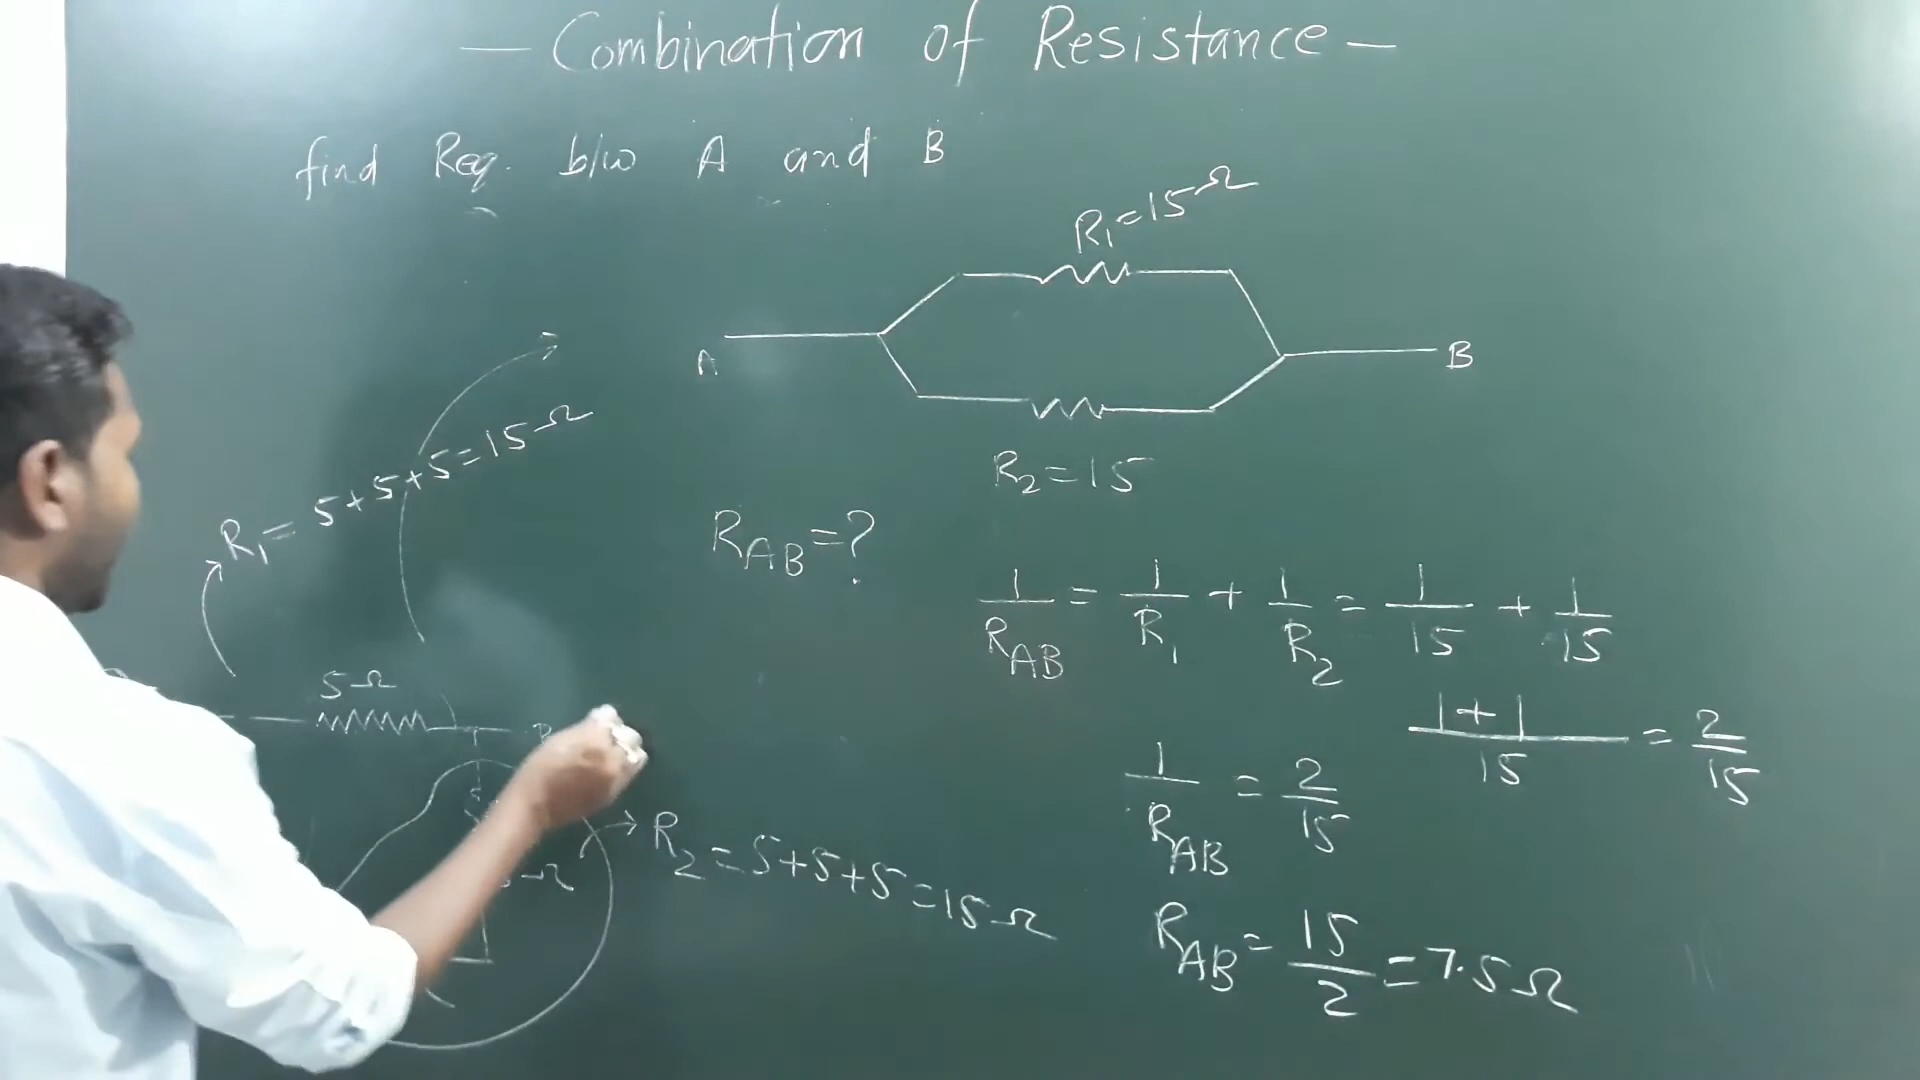 — Combination of Resistance —
find Req. b/w A and B
R₁=15Ω
A
B
R₂=15
R₁= 5+5+5=15Ω
R_AB=?
1/R_AB = 1/R₁ + 1/R₂ = 1/15 + 1/15
1+1/15 = 2/15
1/R_AB = 2/15
R_AB = 15/2 = 7.5Ω
5Ω
B
R₂=5+5+5=15Ω